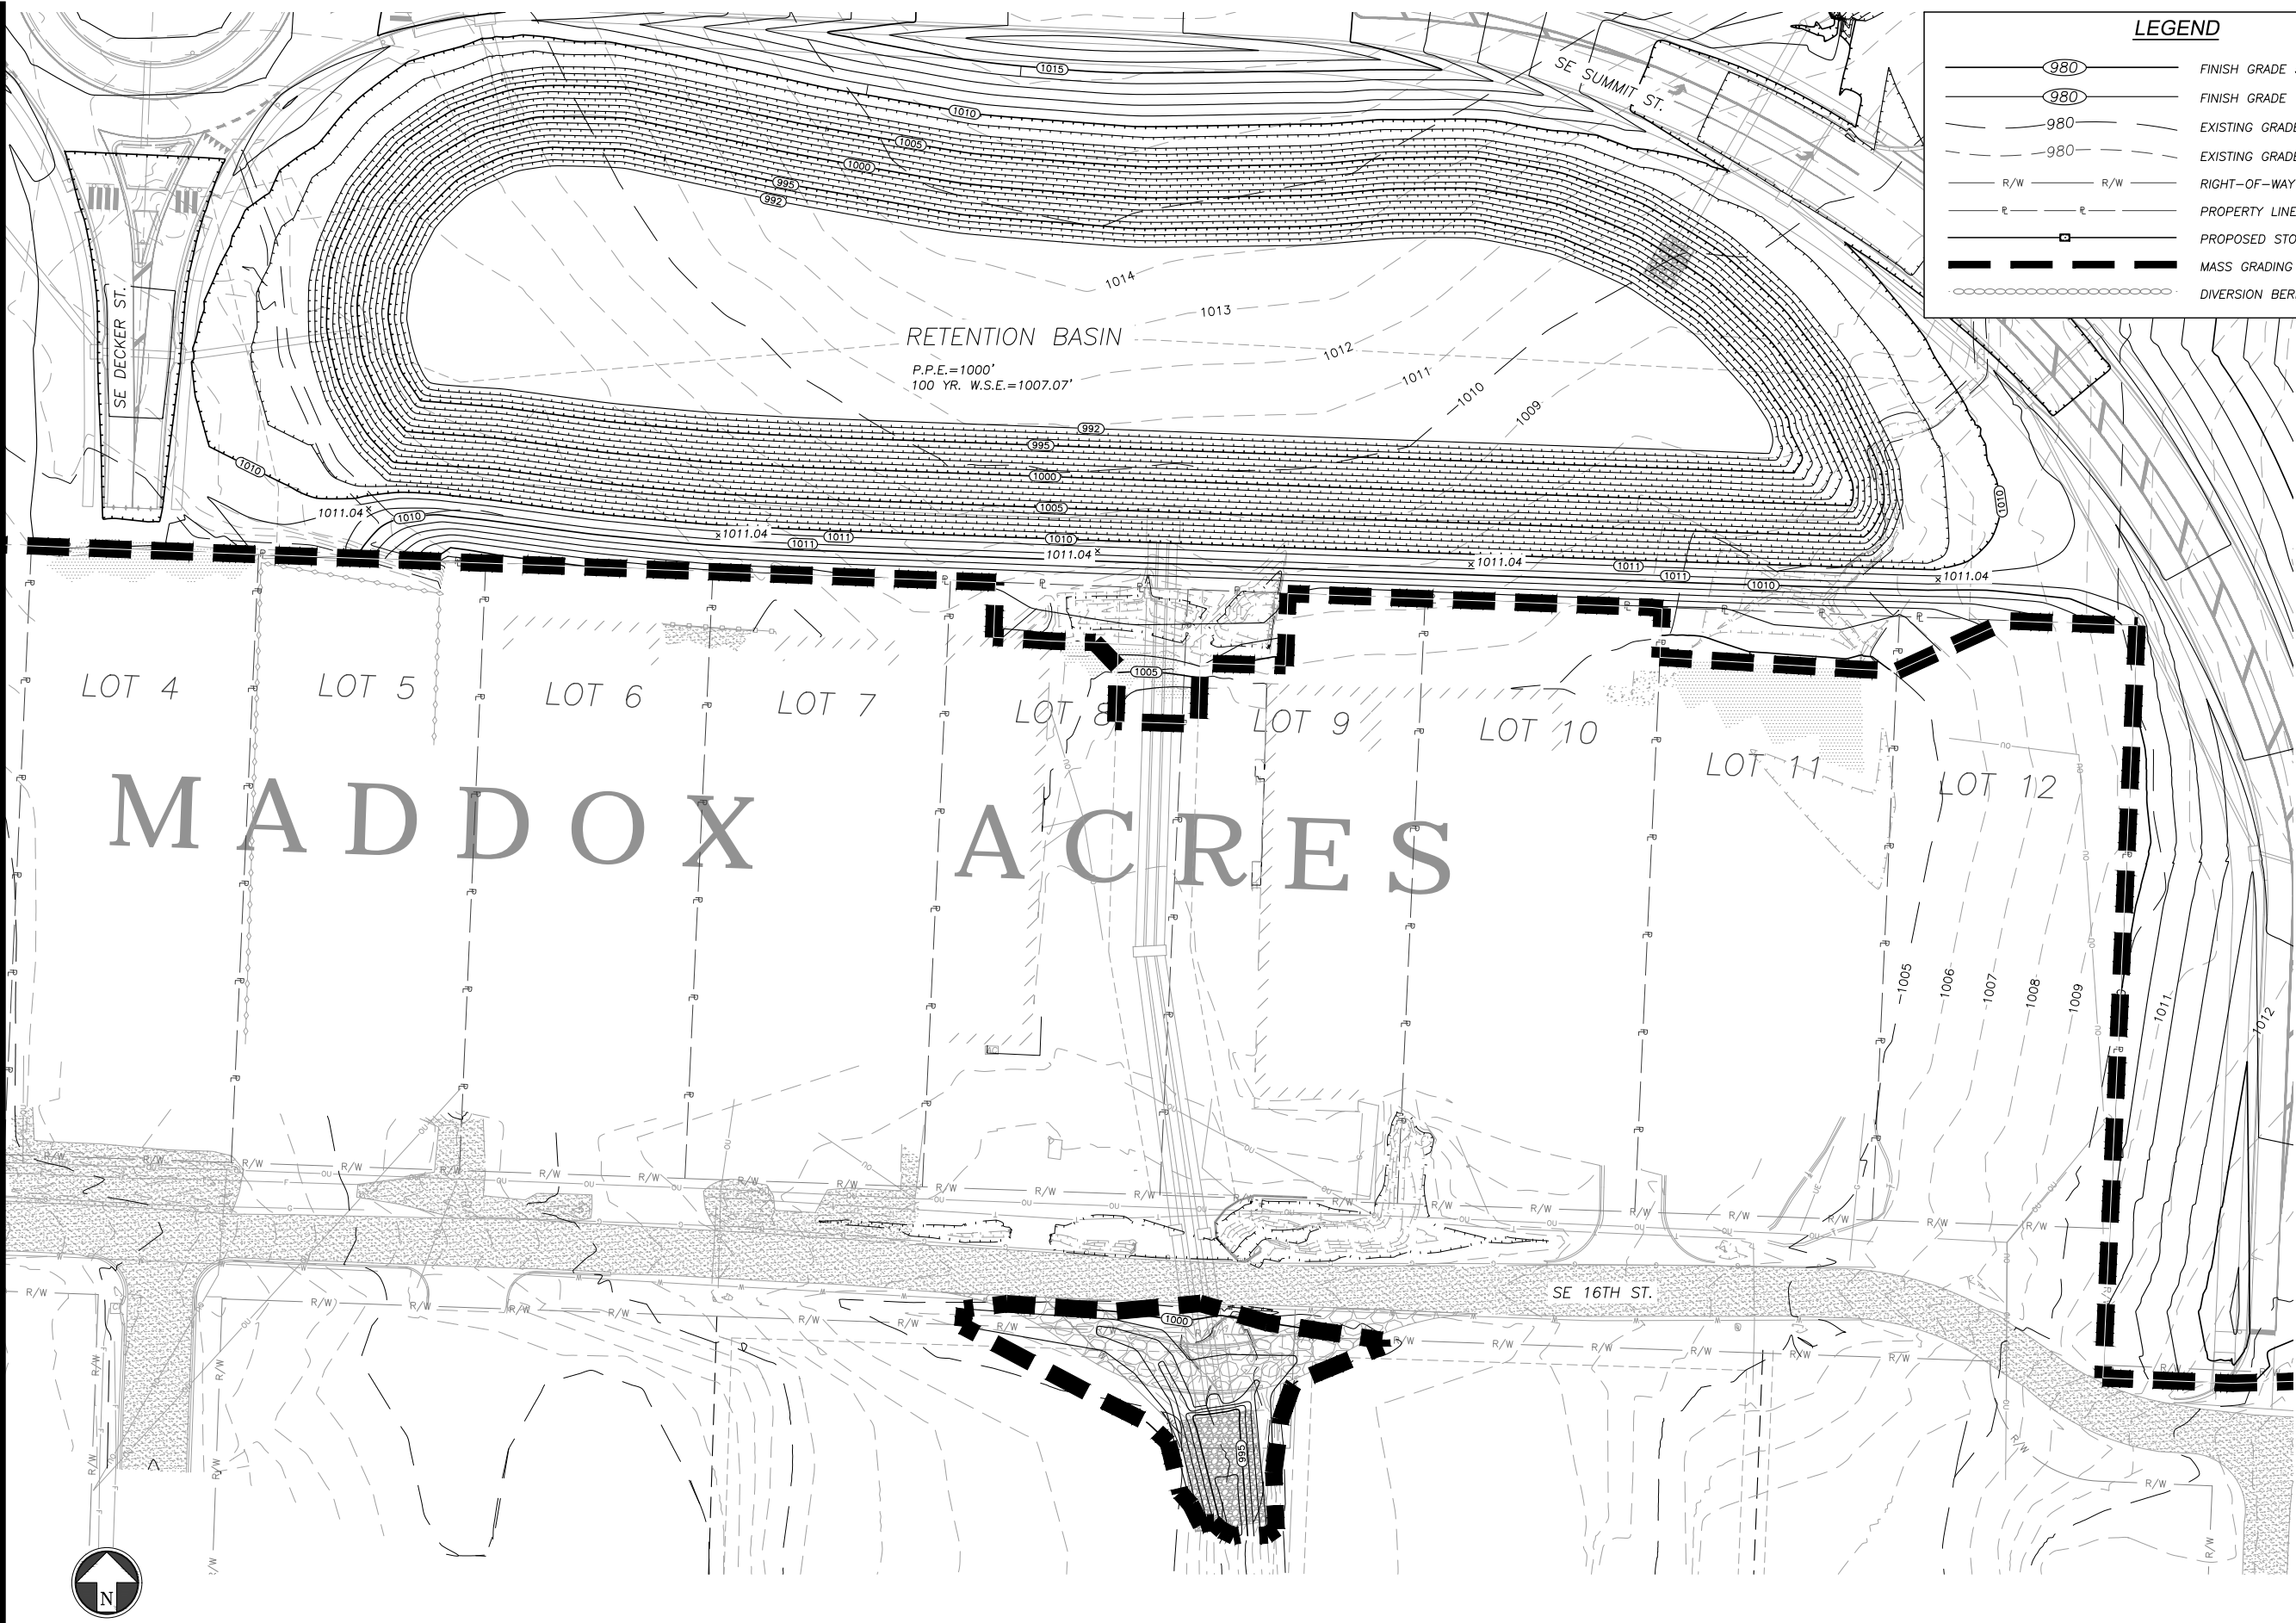 LEGEND
980 FINISH GRADE
980 FINISH GRADE
980 EXISTING GRADE
980 EXISTING GRADE
R/W R/W RIGHT-OF-WAY
PROPERTY LINE
PROPOSED STO
MASS GRADING
DIVERSION BER
SE SUMMIT ST.
1015
1010
1005
1000
995
992
SE DECKER ST.
1014
1013
1012
1011
1010
1009
RETENTION BASIN
P.P.E.=1000'
100 YR. W.S.E.=1007.07'
992
995
1000
1005
1010
1010
1010
1011.04
1010
1011.04
1011
1011
1010
1011.04
1011.04
1011
1011
1010
1011.04
1005
LOT 4
LOT 5
LOT 6
LOT 7
LOT 8
LOT 9
LOT 10
LOT 11
LOT 12
MADDOX ACRES
1005
1006
1007
1008
1009
1011
1012
R/W R/W R/W R/W R/W R/W R/W R/W R/W R/W R/W R/W R/W R/W R/W R/W R/W R/W R/W
SE 16TH ST.
R/W R/W R/W R/W R/W R/W R/W R/W R/W R/W R/W R/W R/W R/W
1000
995
R/W R/W R/W R/W
R/W R/W R/W
N